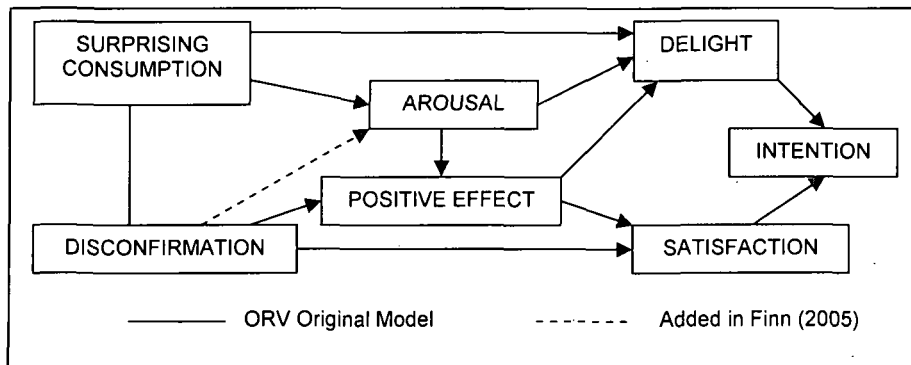 SURPRISING
CONSUMPTION
DELIGHT
AROUSAL
INTENTION
POSITIVE EFFECT
DISCONFIRMATION
SATISFACTION
ORV Original Model
Added in Finn (2005)